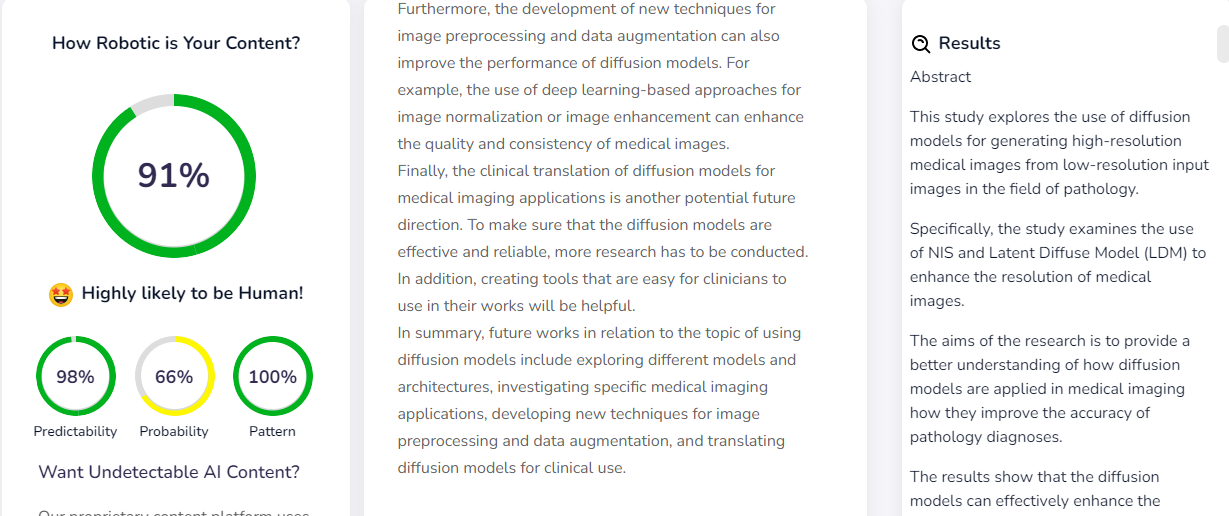 How Robotic is Your Content?
91%
Highly likely to be Human!
98%
66%
100%
Predictability
Probability
Pattern
Want Undetectable AI Content?
Our proprietary content platform uses
Furthermore, the development of new techniques for
image preprocessing and data augmentation can also
improve the performance of diffusion models. For
example, the use of deep learning-based approaches for
image normalization or image enhancement can enhance
the quality and consistency of medical images.
Finally, the clinical translation of diffusion models for
medical imaging applications is another potential future
direction. To make sure that the diffusion models are
effective and reliable, more research has to be conducted.
In addition, creating tools that are easy for clinicians to
use in their works will be helpful.
In summary, future works in relation to the topic of using
diffusion models include exploring different models and
architectures, investigating specific medical imaging
applications, developing new techniques for image
preprocessing and data augmentation, and translating
diffusion models for clinical use.
Results
Abstract
This study explores the use of diffusion
models for generating high-resolution
medical images from low-resolution input
images in the field of pathology.
Specifically, the study examines the use
of NIS and Latent Diffuse Model (LDM) to
enhance the resolution of medical
images.
The aims of the research is to provide a
better understanding of how diffusion
models are applied in medical imaging
how they improve the accuracy of
pathology diagnoses.
The results show that the diffusion
models can effectively enhance the